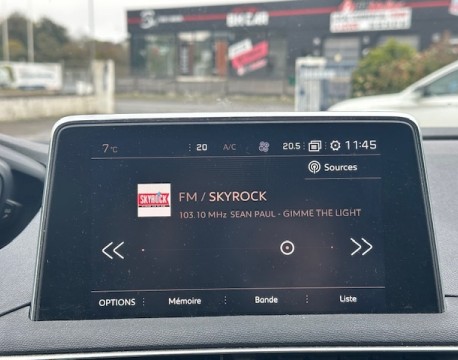 7°C 20 A/C 20.5 11:45
Sources
SKYROCK
FM / SKYROCK
103.10 MHz SEAN PAUL - GIMME THE LIGHT
OPTIONS Mémoire Bande Liste